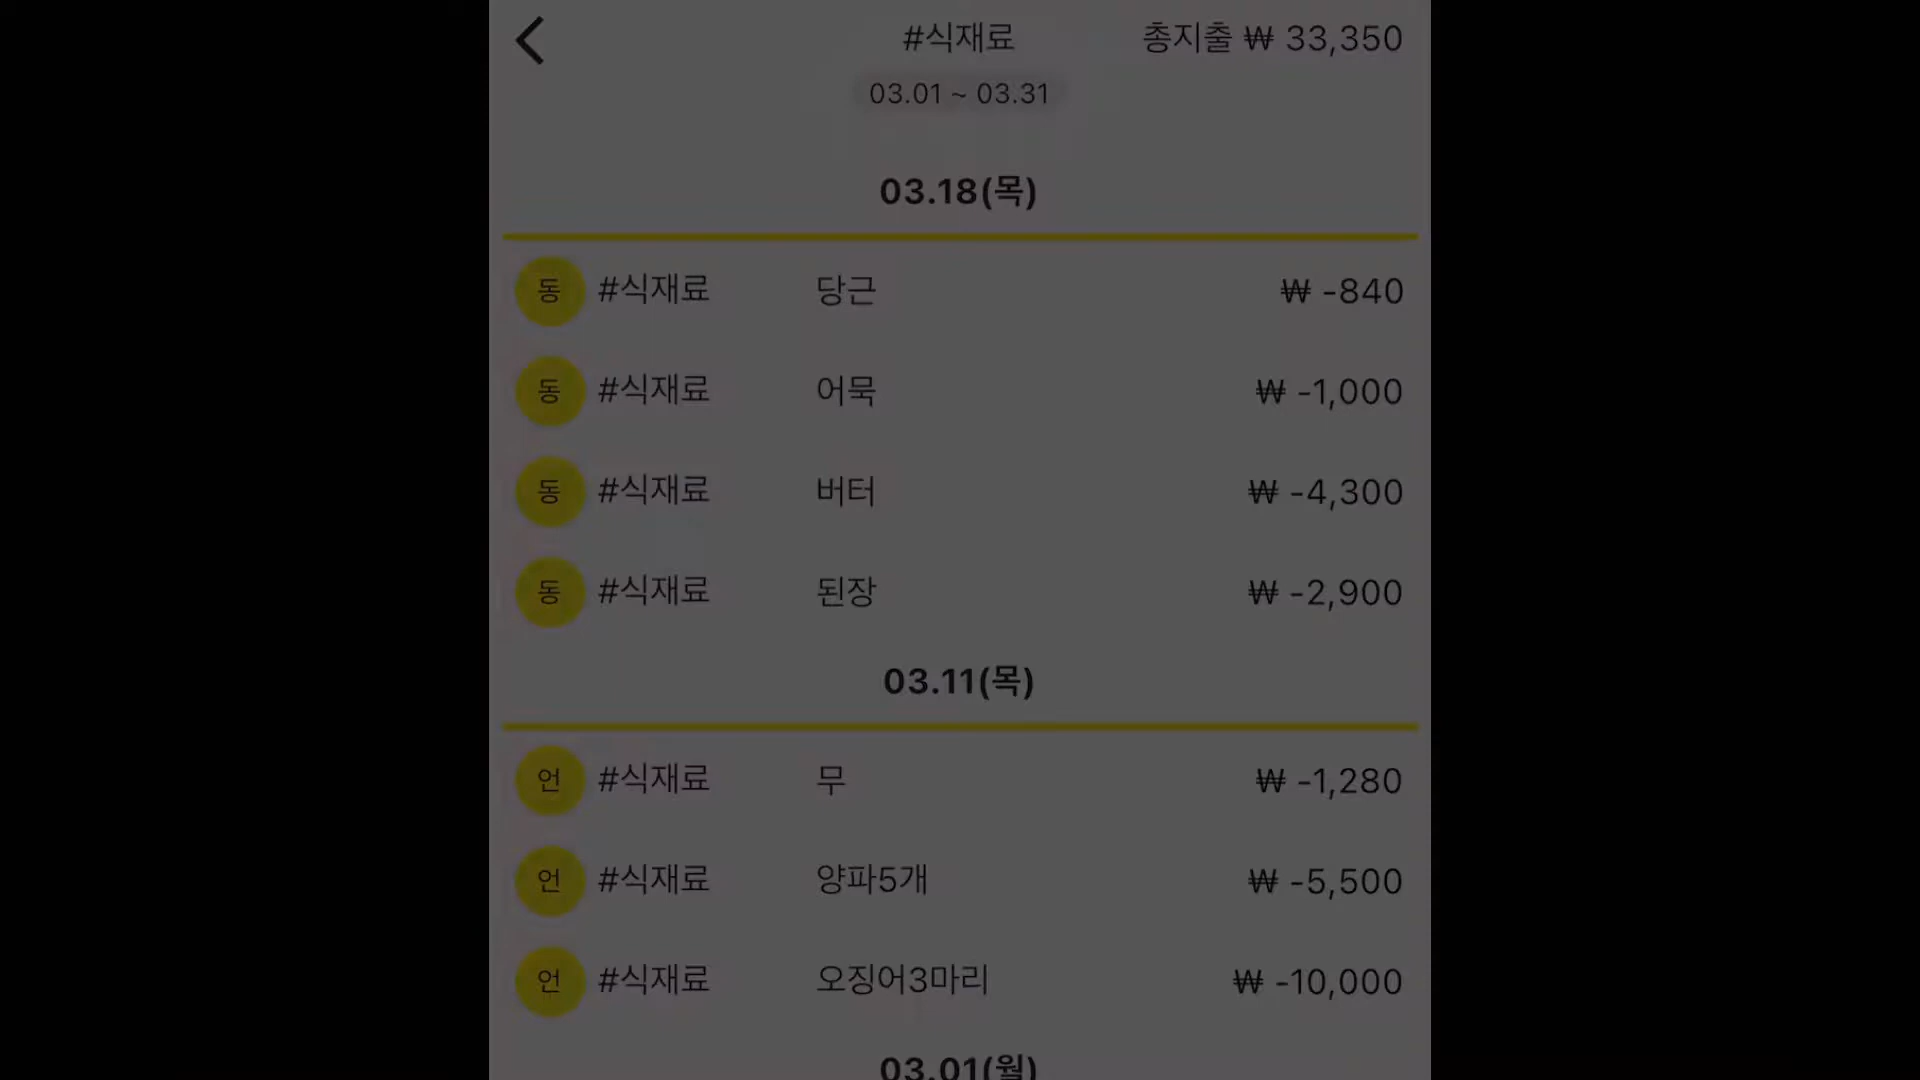 #식재료 총지출 ₩ 33,350
03.01 ~ 03.31
03.18(목)
동 #식재료 당근 ₩ -840
동 #식재료 어묵 ₩ -1,000
동 #식재료 버터 ₩ -4,300
동 #식재료 된장 ₩ -2,900
03.11(목)
언 #식재료 무 ₩ -1,280
언 #식재료 양파5개 ₩ -5,500
언 #식재료 오징어3마리 ₩ -10,000
03.01(월)